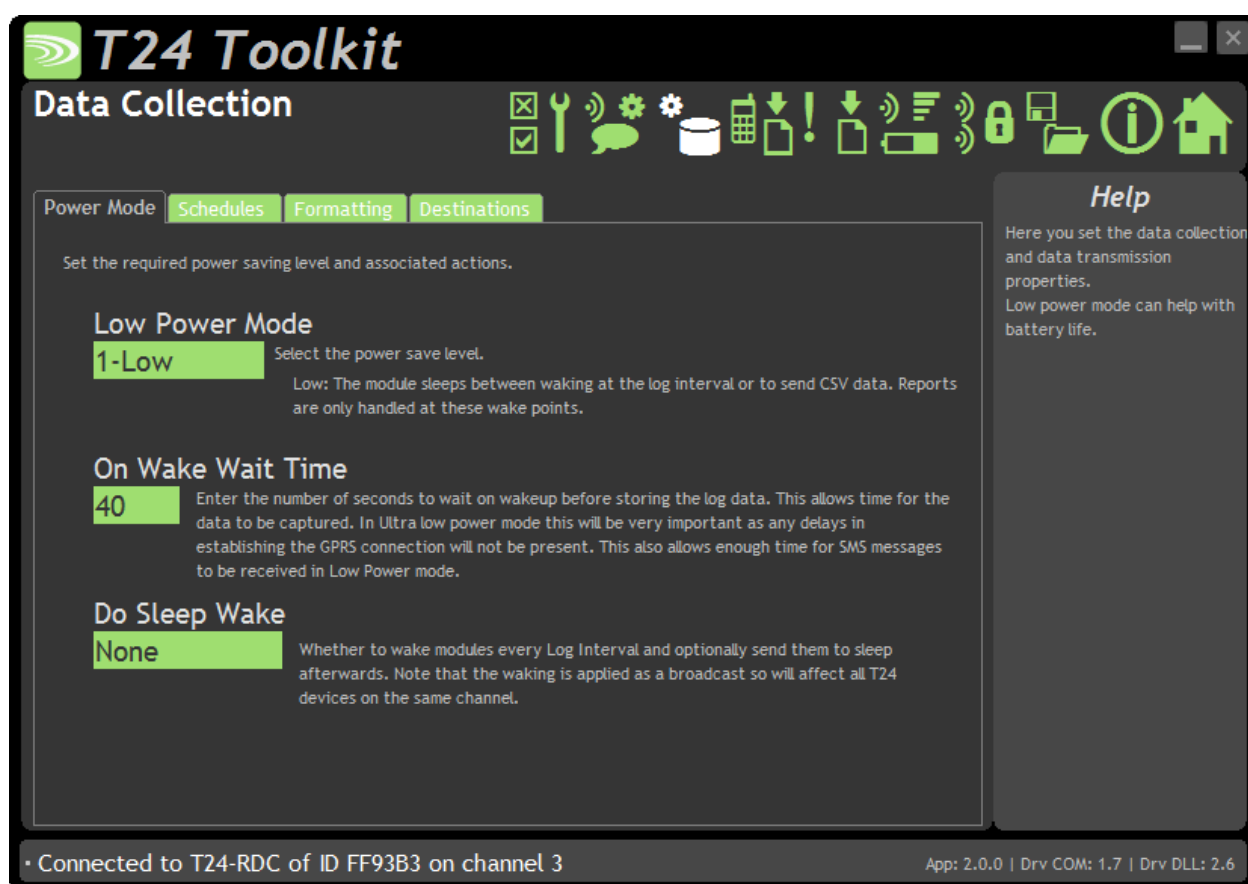 T24 Toolkit
Data Collection
Power Mode Schedules Formatting Destinations
Set the required power saving level and associated actions.
Low Power Mode
1-Low
Select the power save level.
Low: The module sleeps between waking at the log interval or to send CSV data. Reports
are only handled at these wake points.
On Wake Wait Time
40
Enter the number of seconds to wait on wakeup before storing the log data. This allows time for the
data to be captured. In Ultra low power mode this will be very important as any delays in
establishing the GPRS connection will not be present. This also allows enough time for SMS messages
to be received in Low Power mode.
Do Sleep Wake
None
Whether to wake modules every Log Interval and optionally send them to sleep
afterwards. Note that the waking is applied as a broadcast so will affect all T24
devices on the same channel.
Help
Here you set the data collection
and data transmission
properties.
Low power mode can help with
battery life.
Connected to T24-RDC of ID FF93B3 on channel 3
App: 2.0.0 | Drv COM: 1.7 | Drv DLL: 2.6